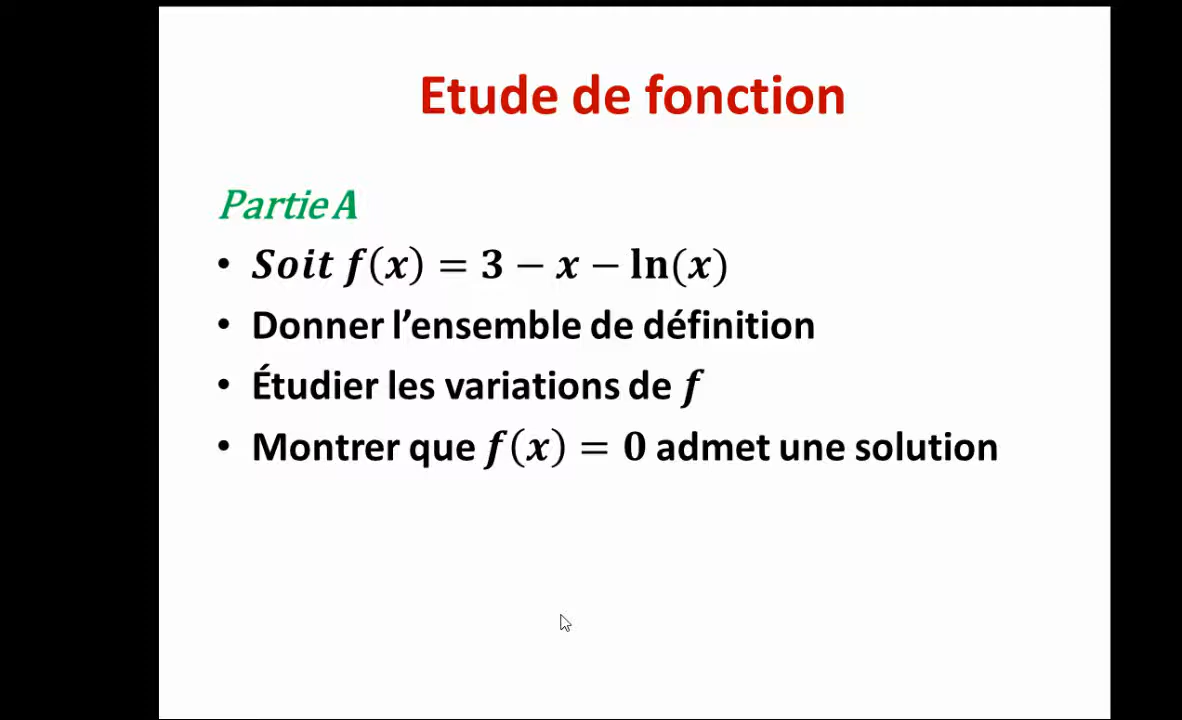 Etude de fonction
Partie A
• Soit f(x) = 3 − x − ln(x)
• Donner l’ensemble de définition
• Étudier les variations de f
• Montrer que f(x) = 0 admet une solution